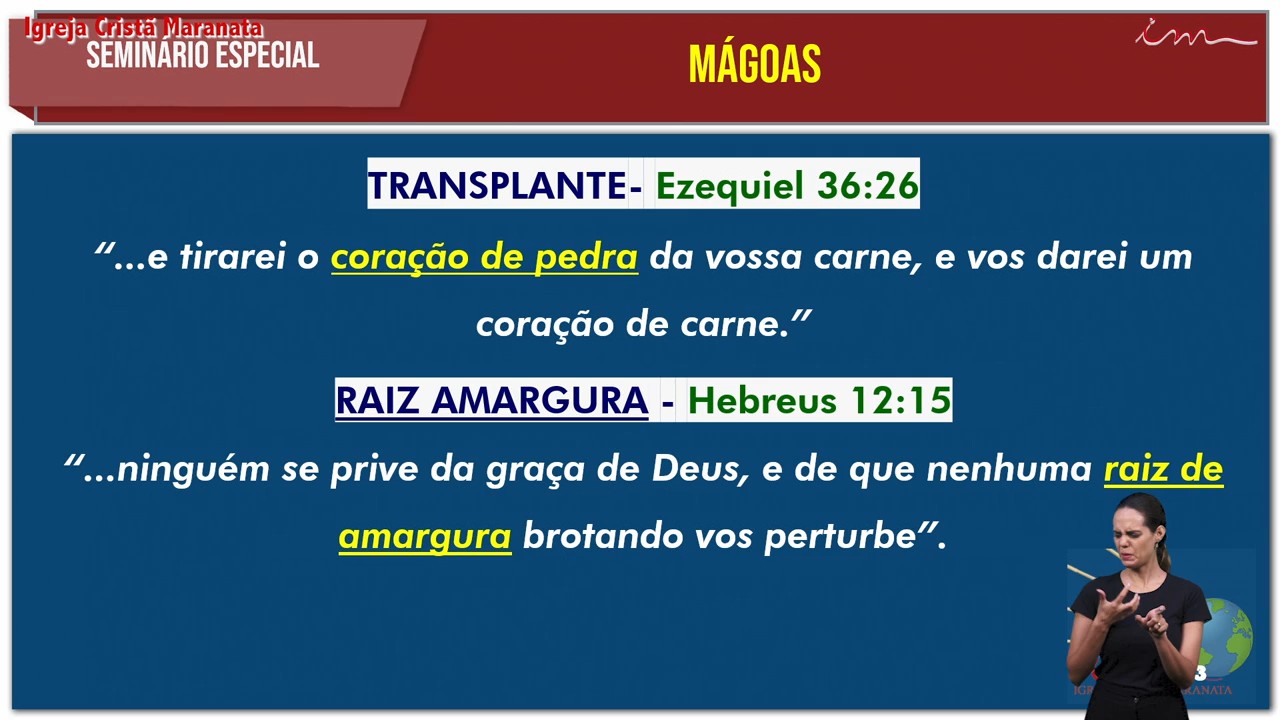 Igreja Cristã Maranata
SEMINÁRIO ESPECIAL
MÁGOAS
TRANSPLANTE- Ezequiel 36:26
“...e tirarei o coração de pedra da vossa carne, e vos darei um
coração de carne.”
RAIZ AMARGURA - Hebreus 12:15
“...ninguém se prive da graça de Deus, e de que nenhuma raiz de
amargura brotando vos perturbe”.